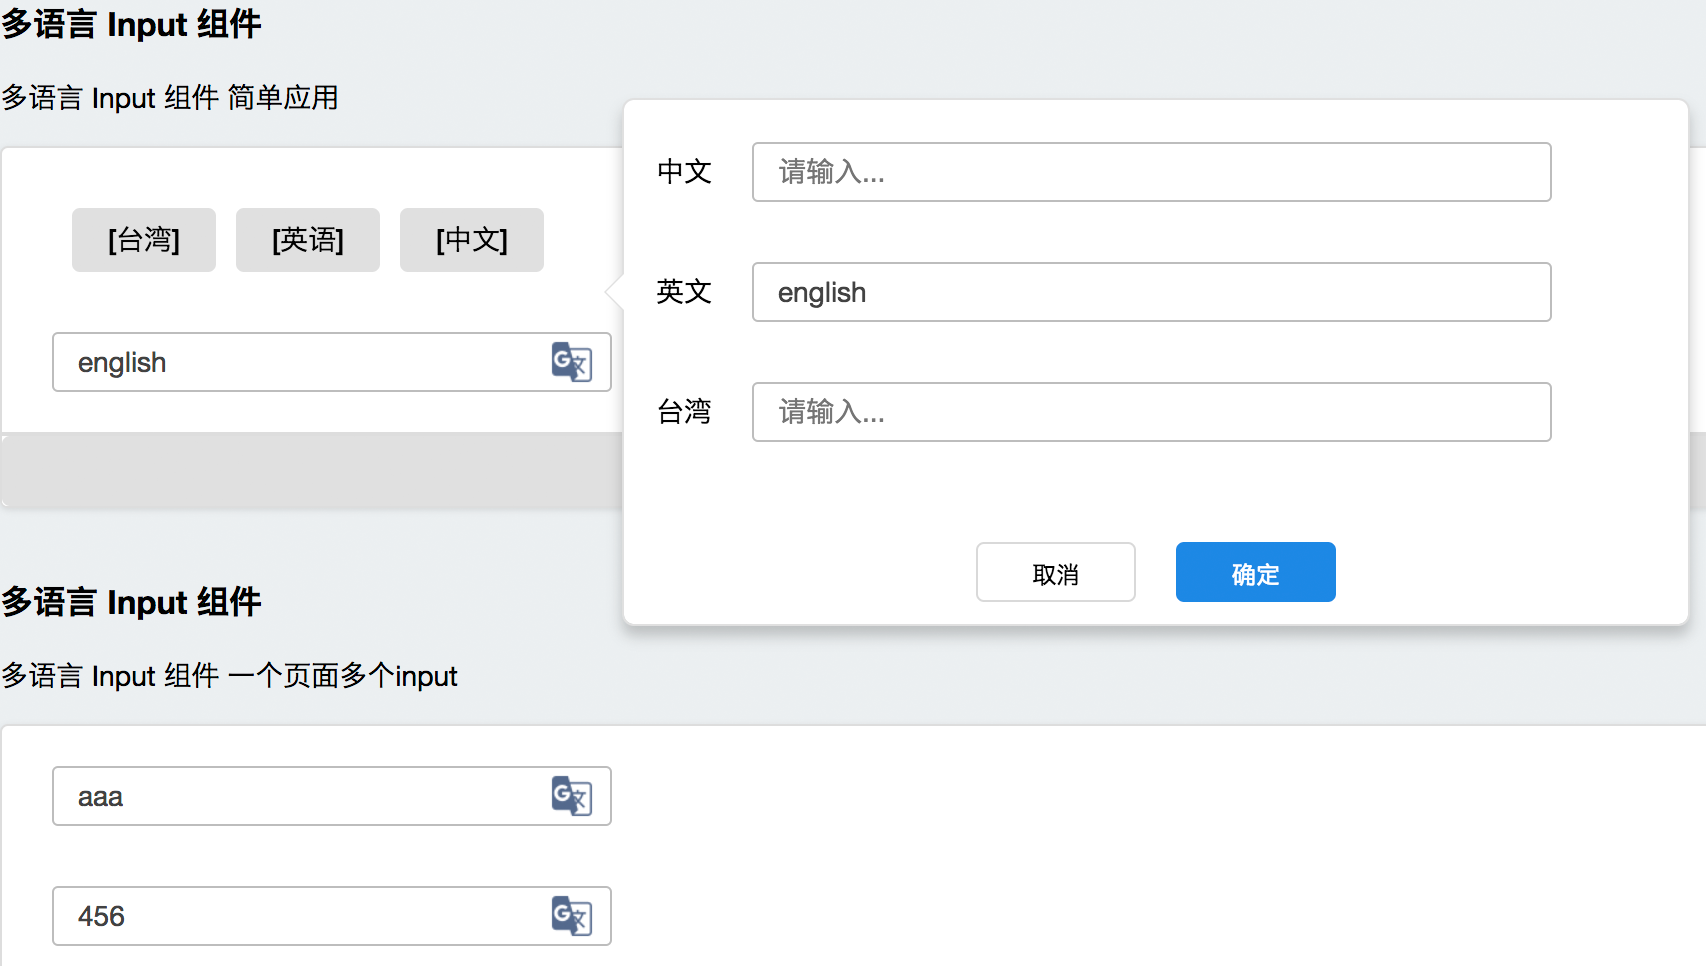 多语言 Input 组件
多语言 Input 组件 简单应用
[台湾] [英语] [中文]
english
中文 请输入...
英文 english
台湾 请输入...
取消 确定
多语言 Input 组件
多语言 Input 组件 一个页面多个input
aaa
456